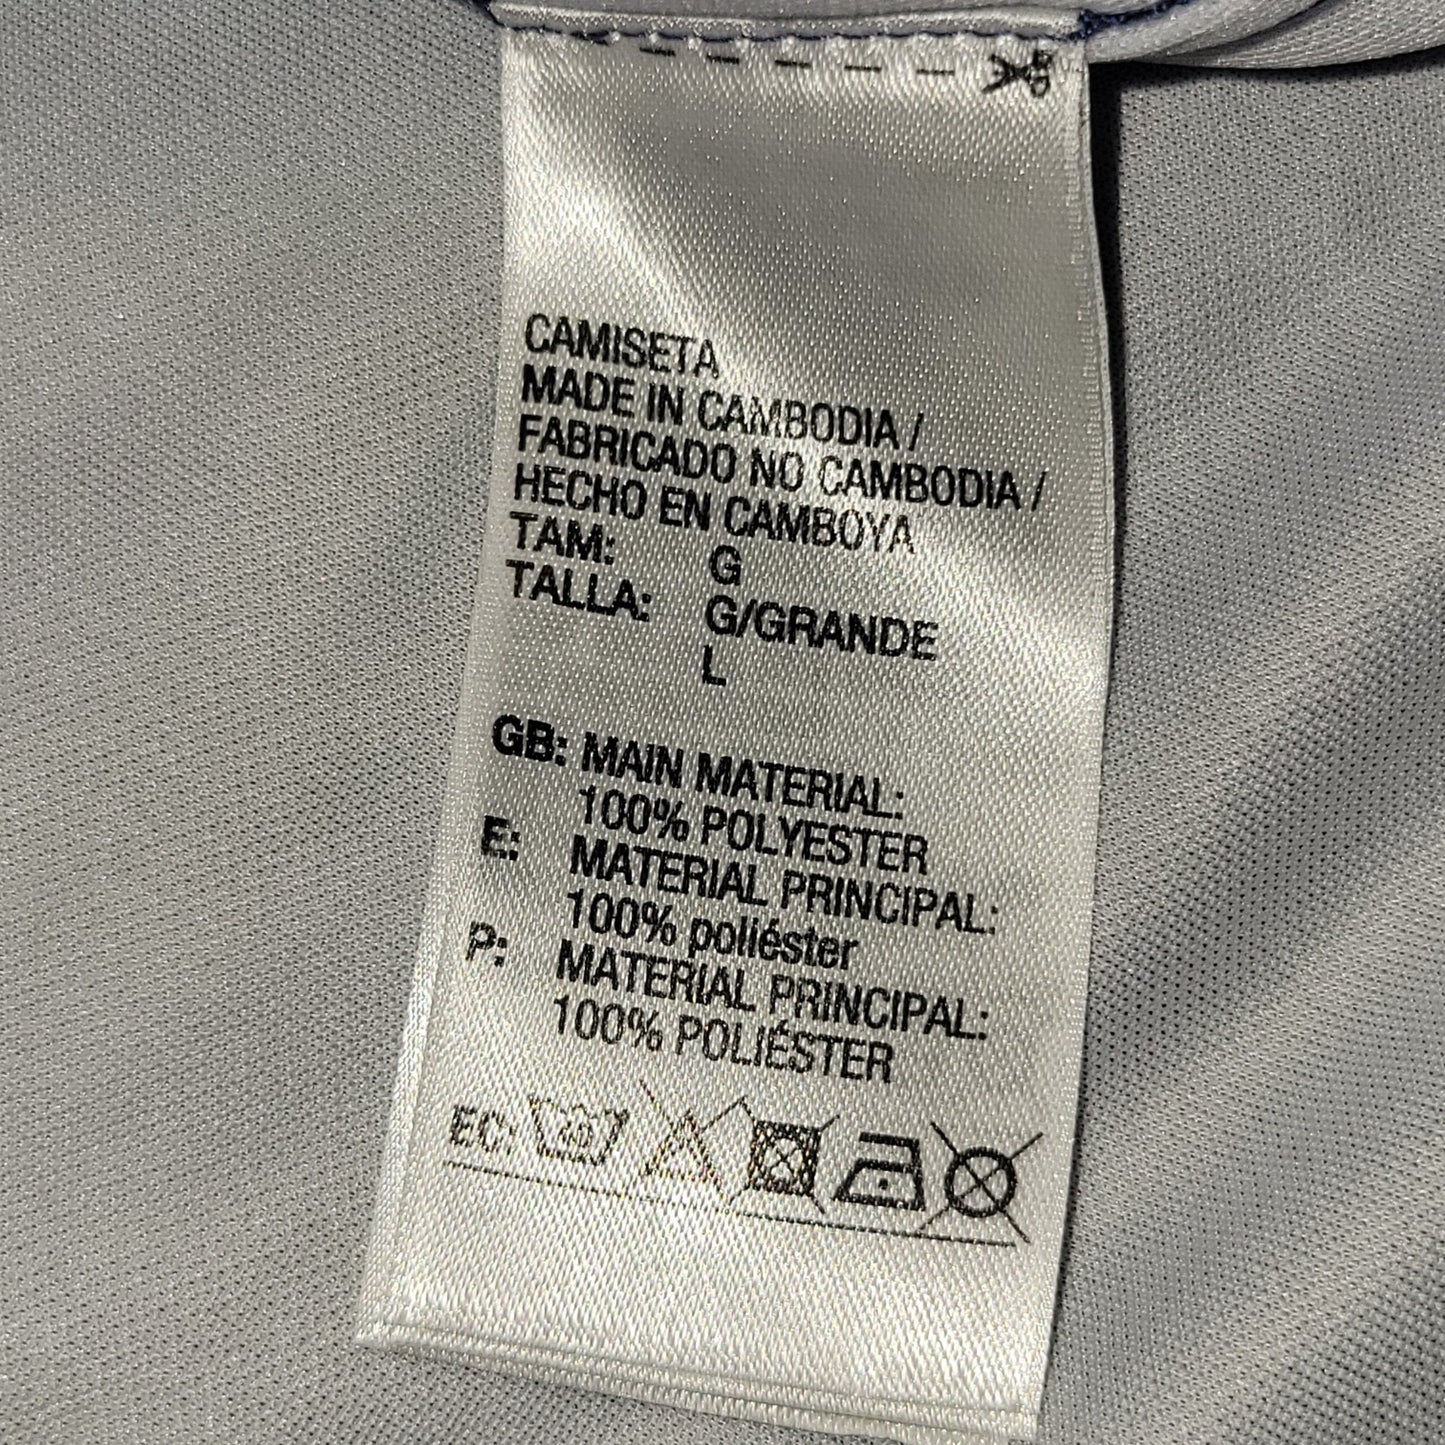 CAMISETA
MADE IN CAMBODIA /
FABRICADO NO CAMBODIA /
HECHO EN CAMBOYA
TAM: G
TALLA: G/GRANDE
L
GB: MAIN MATERIAL:
100% POLYESTER
E: MATERIAL PRINCIPAL:
100% poliéster
P: MATERIAL PRINCIPAL:
100% POLIÉSTER
EC: